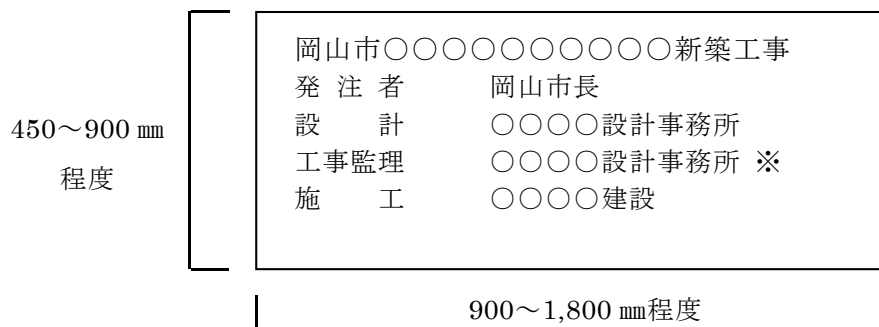 岡山市○○○○○○○○○○新築工事
発 注 者 岡山市長
設 計 ○○○○設計事務所
工事監理 ○○○○設計事務所 ※
施 工 ○○○○建設
450～900 ㎜
程度
900～1,800 ㎜程度